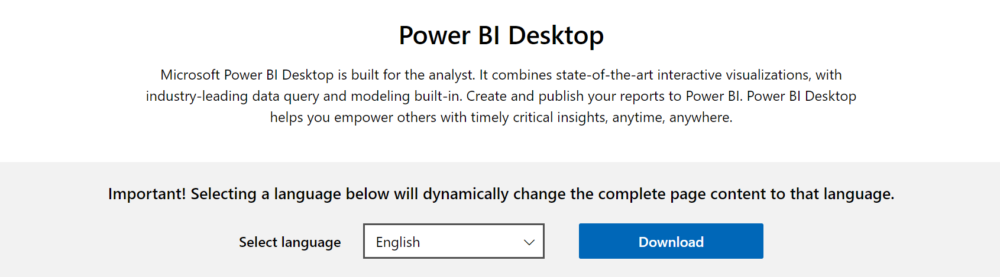 Power BI Desktop
Microsoft Power BI Desktop is built for the analyst. It combines state-of-the-art interactive visualizations, with
industry-leading data query and modeling built-in. Create and publish your reports to Power BI. Power BI Desktop
helps you empower others with timely critical insights, anytime, anywhere.
Important! Selecting a language below will dynamically change the complete page content to that language.
Select language English Download